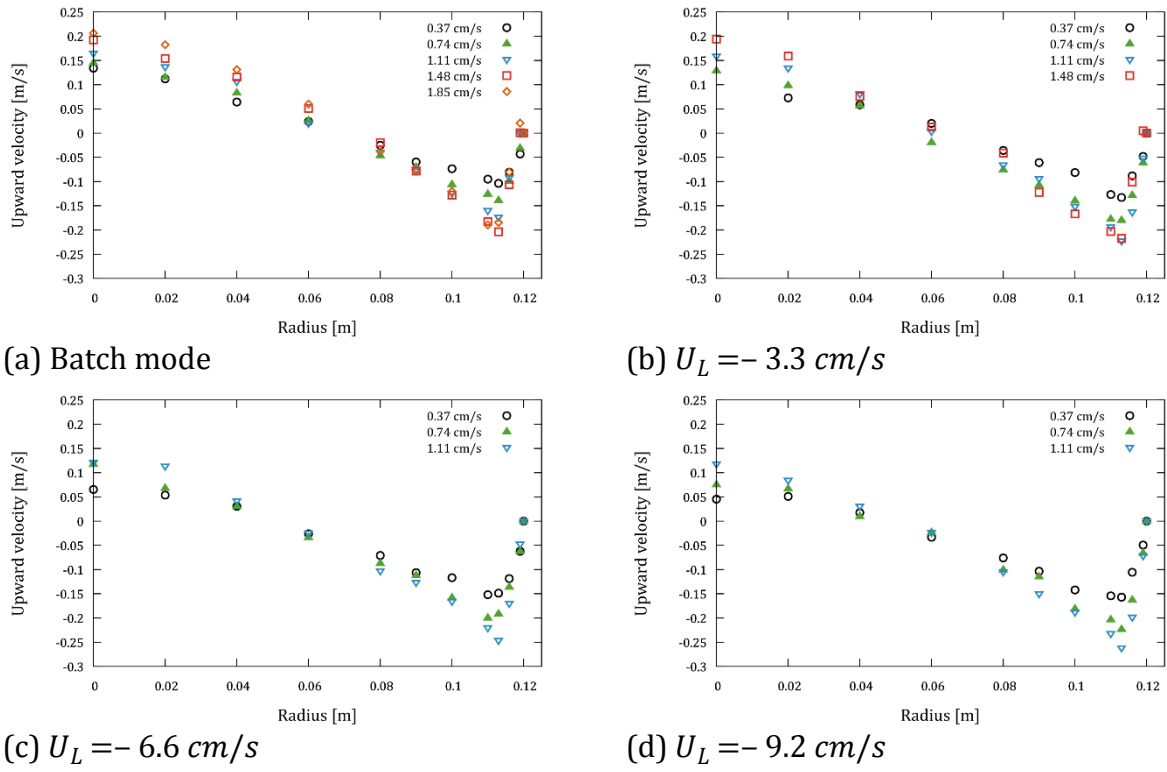 0.25
0.2
0.15
0.1
0.05
0
-0.05
-0.1
-0.15
-0.2
-0.25
-0.3
Upward velocity [m/s]
0.37 cm/s
0.74 cm/s
1.11 cm/s
1.48 cm/s
1.85 cm/s
0 0.02 0.04 0.06 0.08 0.1 0.12
Radius [m]
(a) Batch mode
0.25
0.2
0.15
0.1
0.05
0
-0.05
-0.1
-0.15
-0.2
-0.25
-0.3
Upward velocity [m/s]
0.37 cm/s
0.74 cm/s
1.11 cm/s
1.48 cm/s
0 0.02 0.04 0.06 0.08 0.1 0.12
Radius [m]
(b) U_L =– 3.3 cm/s
0.25
0.2
0.15
0.1
0.05
0
-0.05
-0.1
-0.15
-0.2
-0.25
-0.3
Upward velocity [m/s]
0.37 cm/s
0.74 cm/s
1.11 cm/s
0 0.02 0.04 0.06 0.08 0.1 0.12
Radius [m]
(c) U_L =– 6.6 cm/s
0.25
0.2
0.15
0.1
0.05
0
-0.05
-0.1
-0.15
-0.2
-0.25
-0.3
Upward velocity [m/s]
0.37 cm/s
0.74 cm/s
1.11 cm/s
0 0.02 0.04 0.06 0.08 0.1 0.12
Radius [m]
(d) U_L =– 9.2 cm/s